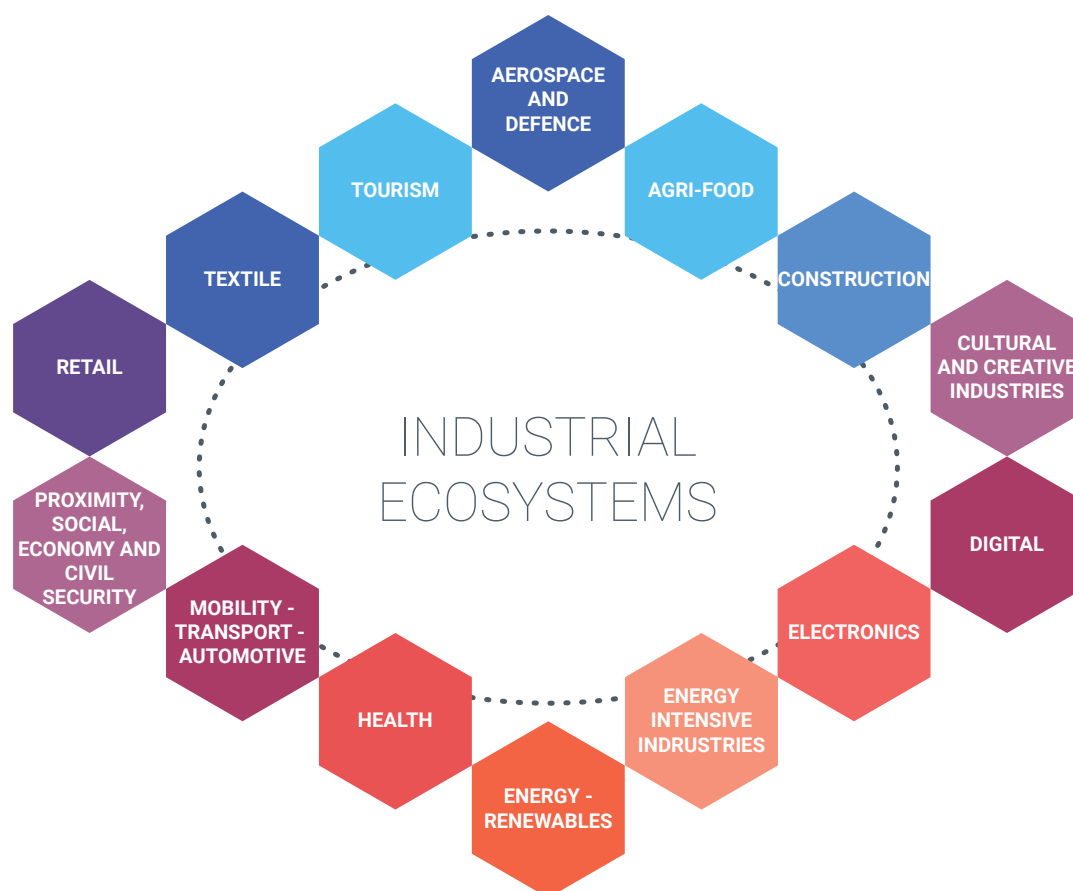 AEROSPACE
AND
DEFENCE
TOURISM
AGRI-FOOD
TEXTILE
CONSTRUCTION
RETAIL
CULTURAL
AND CREATIVE
INDUSTRIES
INDUSTRIAL
ECOSYSTEMS
PROXIMITY,
SOCIAL,
ECONOMY AND
CIVIL
SECURITY
DIGITAL
MOBILITY -
TRANSPORT -
AUTOMOTIVE
ELECTRONICS
HEALTH
ENERGY
INTENSIVE
INDRUSTRIES
ENERGY -
RENEWABLES